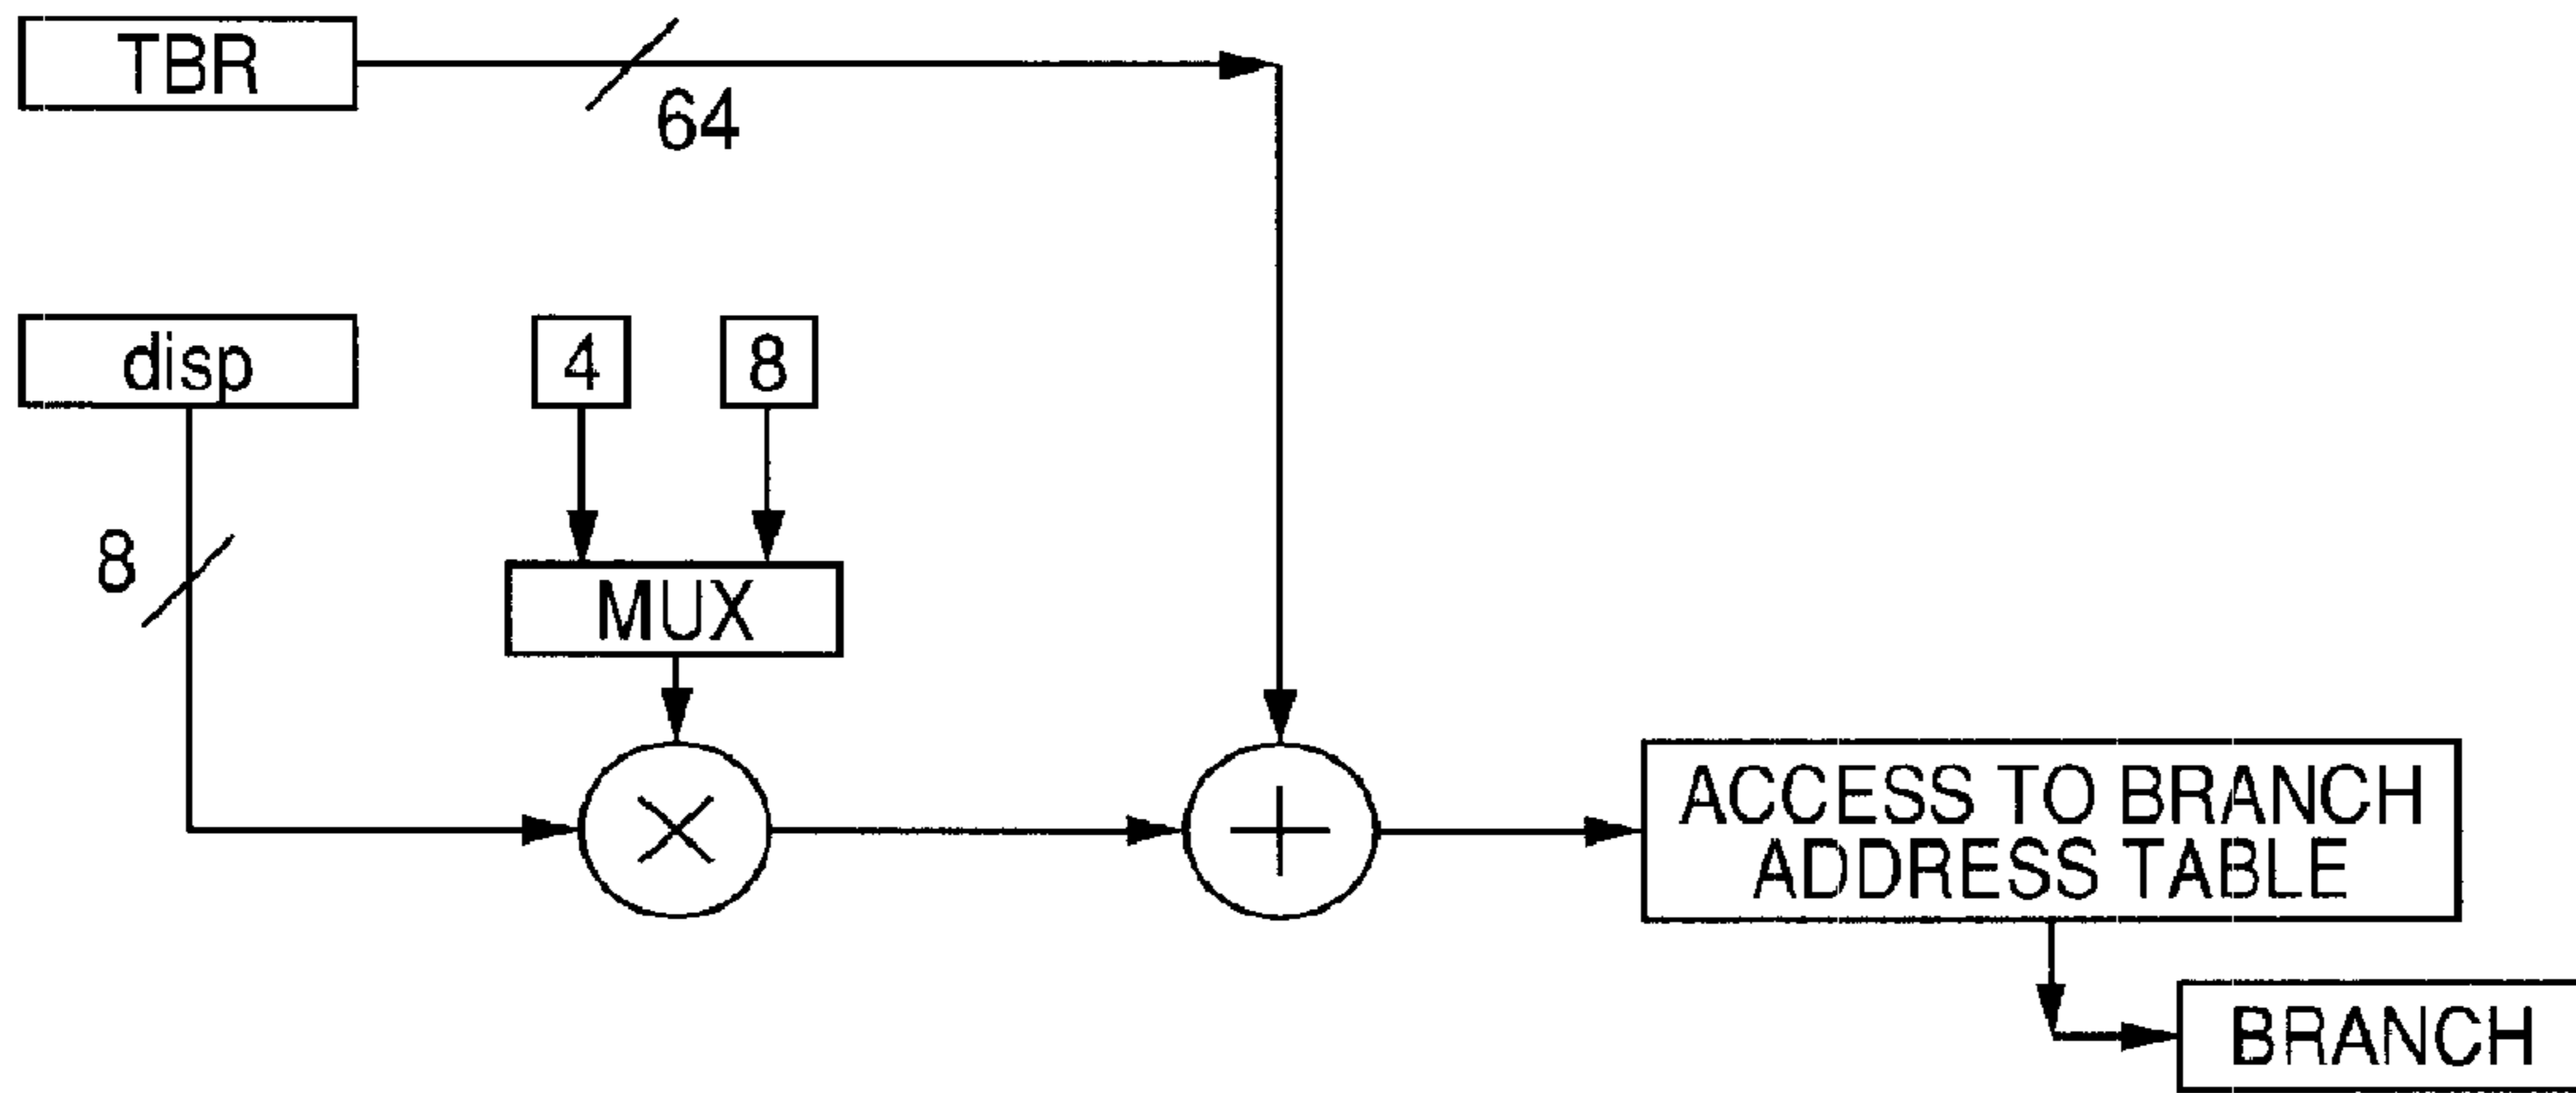 TBR
64
disp
4
8
8
MUX
×
+
ACCESS TO BRANCH
ADDRESS TABLE
BRANCH